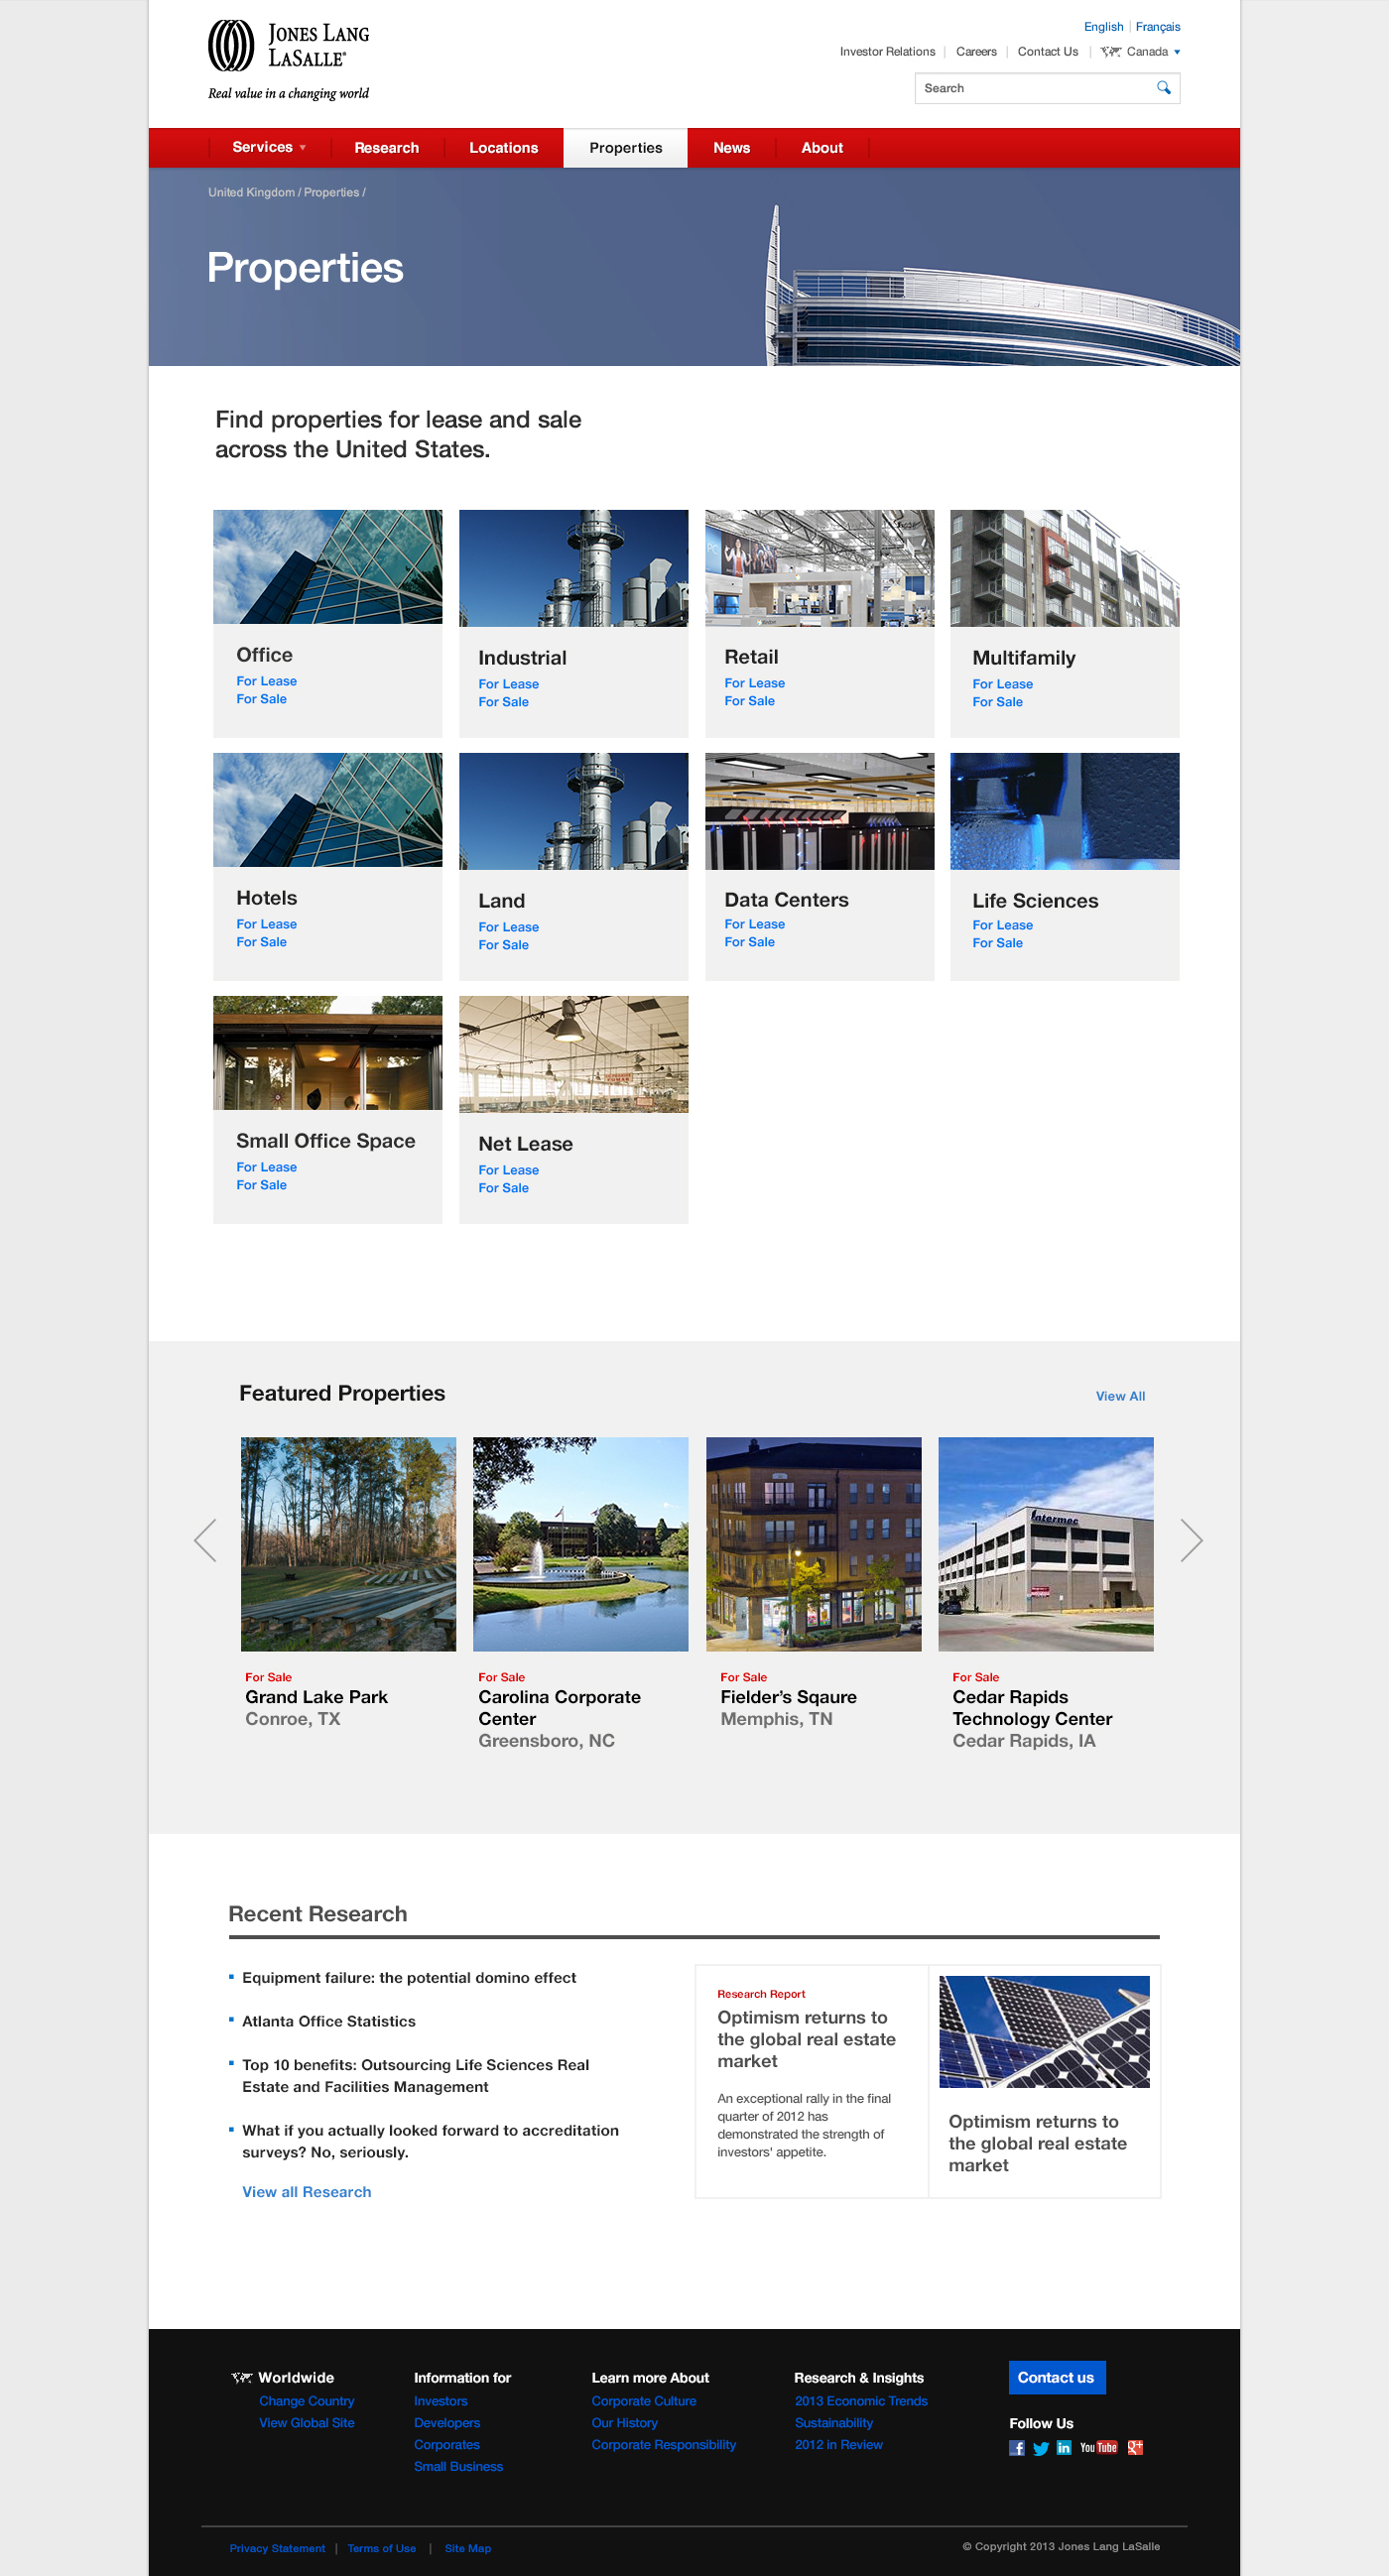 JONES LANG
LASALLE®
Real value in a changing world
English | Français
Investor Relations | Careers | Contact Us | Canada
Search
Services
Research
Locations
Properties
News
About
United Kingdom / Properties /
Properties
Find properties for lease and sale
across the United States.
Office
For Lease
For Sale
Industrial
For Lease
For Sale
Retail
For Lease
For Sale
Multifamily
For Lease
For Sale
Hotels
For Lease
For Sale
Land
For Lease
For Sale
Data Centers
For Lease
For Sale
Life Sciences
For Lease
For Sale
Small Office Space
For Lease
For Sale
Net Lease
For Lease
For Sale
Featured Properties
View All
Intermec
For Sale
Grand Lake Park
Conroe, TX
For Sale
Carolina Corporate
Center
Greensboro, NC
For Sale
Fielder’s Sqaure
Memphis, TN
For Sale
Cedar Rapids
Technology Center
Cedar Rapids, IA
Recent Research
Equipment failure: the potential domino effect
Atlanta Office Statistics
Top 10 benefits: Outsourcing Life Sciences Real
Estate and Facilities Management
What if you actually looked forward to accreditation
surveys? No, seriously.
View all Research
Research Report
Optimism returns to
the global real estate
market
An exceptional rally in the final
quarter of 2012 has
demonstrated the strength of
investors' appetite.
Optimism returns to
the global real estate
market
Worldwide
Change Country
View Global Site
Information for
Investors
Developers
Corporates
Small Business
Learn more About
Corporate Culture
Our History
Corporate Responsibility
Research & Insights
2013 Economic Trends
Sustainability
2012 in Review
Contact us
Follow Us
You Tube
Privacy Statement | Terms of Use | Site Map
© Copyright 2013 Jones Lang LaSalle